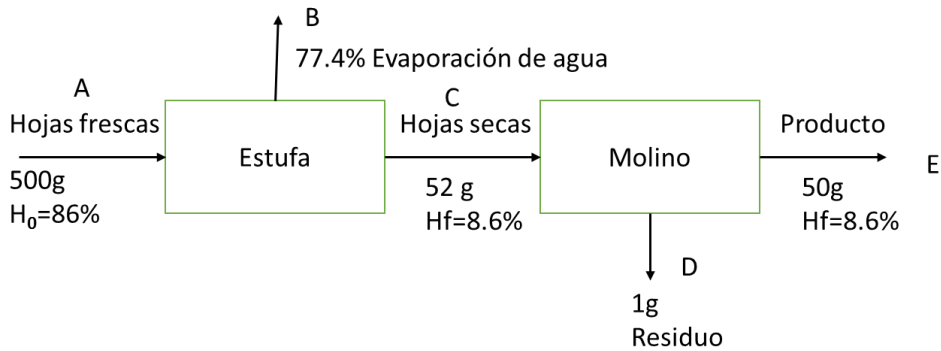 B
77.4% Evaporación de agua
A
Hojas frescas
500g
H₀=86%
Estufa
C
Hojas secas
52 g
Hf=8.6%
Molino
Producto
E
50g
Hf=8.6%
D
1g
Residuo